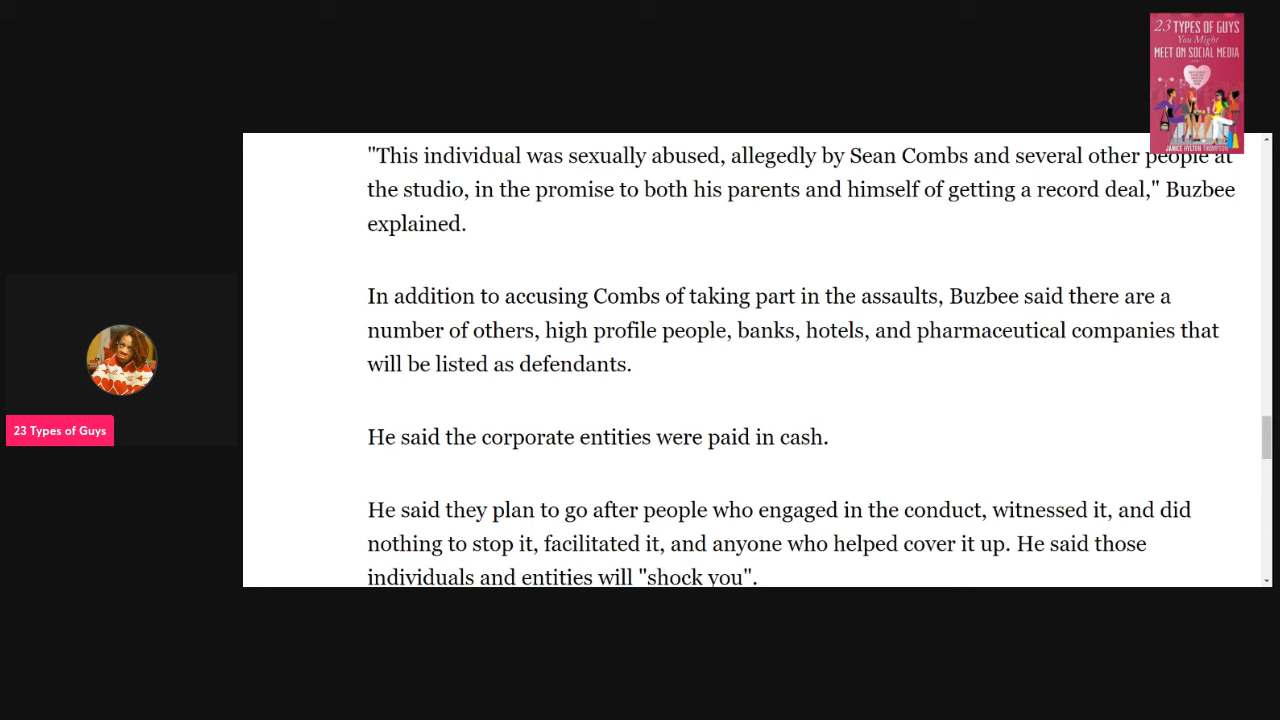 23 TYPES OF GUYS
You Might
MEET ON SOCIAL MEDIA
JANICE HYLTON THOMPSON
"This individual was sexually abused, allegedly by Sean Combs and several other people at
the studio, in the promise to both his parents and himself of getting a record deal," Buzbee
explained.
In addition to accusing Combs of taking part in the assaults, Buzbee said there are a
number of others, high profile people, banks, hotels, and pharmaceutical companies that
will be listed as defendants.
23 Types of Guys
He said the corporate entities were paid in cash.
He said they plan to go after people who engaged in the conduct, witnessed it, and did
nothing to stop it, facilitated it, and anyone who helped cover it up. He said those
individuals and entities will "shock you".